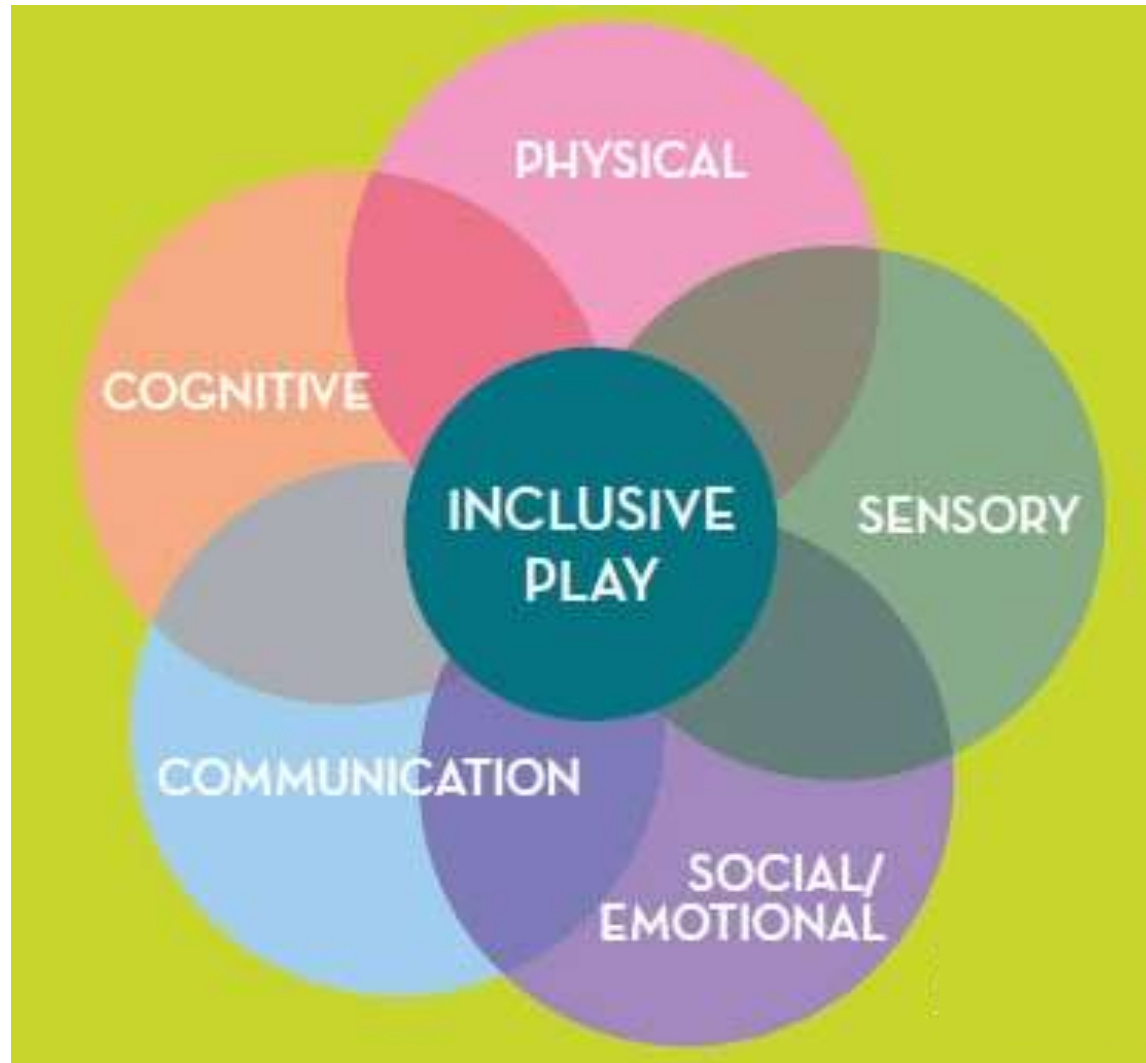 PHYSICAL
COGNITIVE
INCLUSIVE
PLAY
SENSORY
COMMUNICATION
SOCIAL/
EMOTIONAL